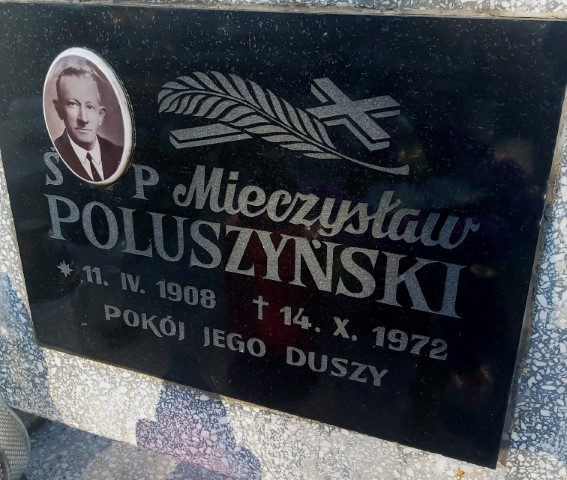 Ś P Mieczysław
POLUSZYŃSKI
* 11. IV. 1908 † 14. X. 1972
POKÓJ JEGO DUSZY